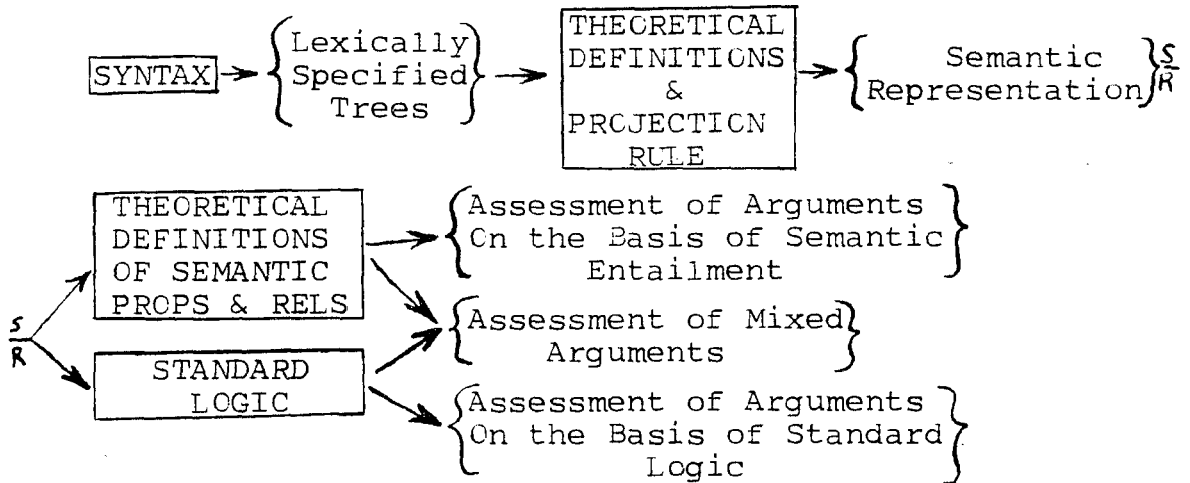 SYNTAX
Lexically
Specified
Trees
THEORETICAL
DEFINITIONS
&
PROJECTION
RULE
Semantic
Representation
S/R
THEORETICAL
DEFINITIONS
OF SEMANTIC
PROPS & RELS
Assessment of Arguments
On the Basis of Semantic
Entailment
S/R
STANDARD
LOGIC
Assessment of Mixed
Arguments
Assessment of Arguments
On the Basis of Standard
Logic